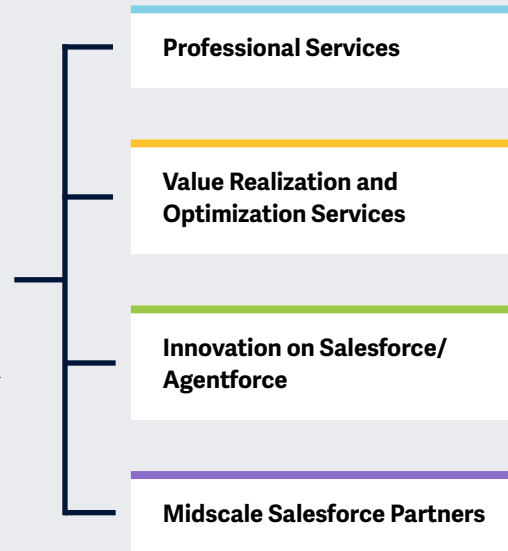 Professional Services
Value Realization and
Optimization Services
Innovation on Salesforce/
Agentforce
Midscale Salesforce Partners